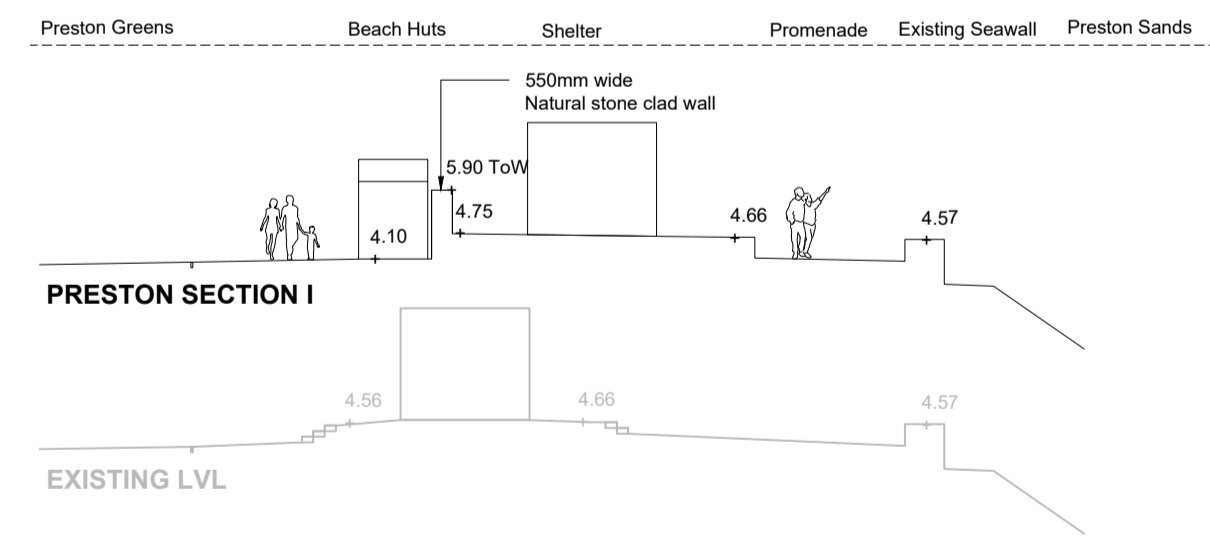 Preston Greens
Beach Huts
Shelter
Promenade
Existing Seawall
Preston Sands
550mm wide
Natural stone clad wall
5.90 ToW
4.75
4.10
4.66
4.57
PRESTON SECTION I
4.56
4.66
4.57
EXISTING LVL